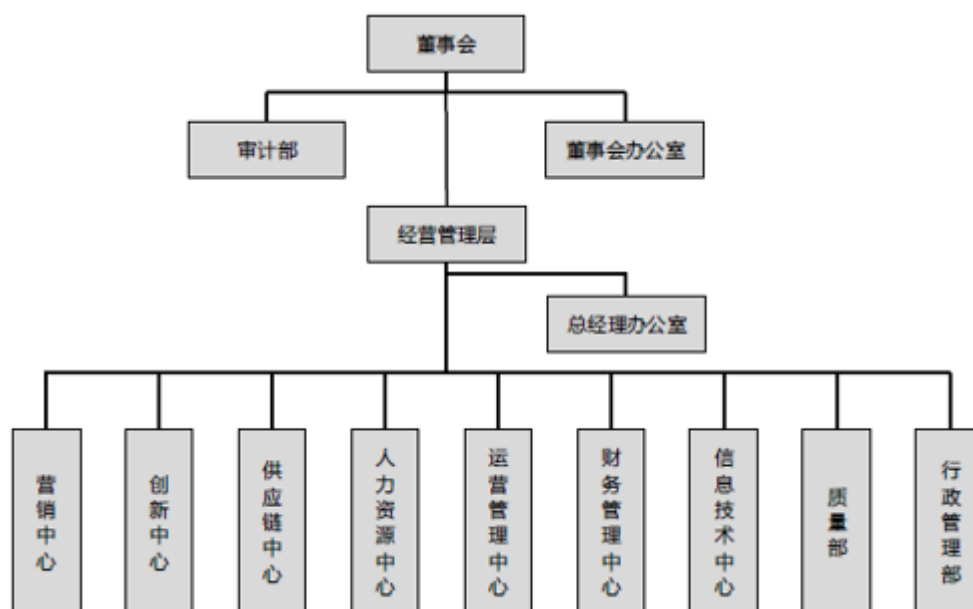 董事会
审计部
董事会办公室
经营管理层
总经理办公室
营销中心
创新中心
供应链中心
人力资源中心
运营管理中心
财务管理中心
信息技术中心
质量部
行政管理部